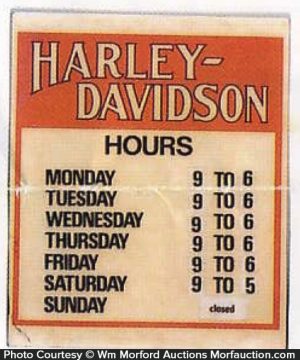 HARLEY-
DAVIDSON
HOURS
MONDAY 9 TO 6
TUESDAY 9 TO 6
WEDNESDAY 9 TO 6
THURSDAY 9 TO 6
FRIDAY 9 TO 6
SATURDAY 9 TO 5
SUNDAY closed
Photo Courtesy © Wm Morford Auctions Morfauction.com